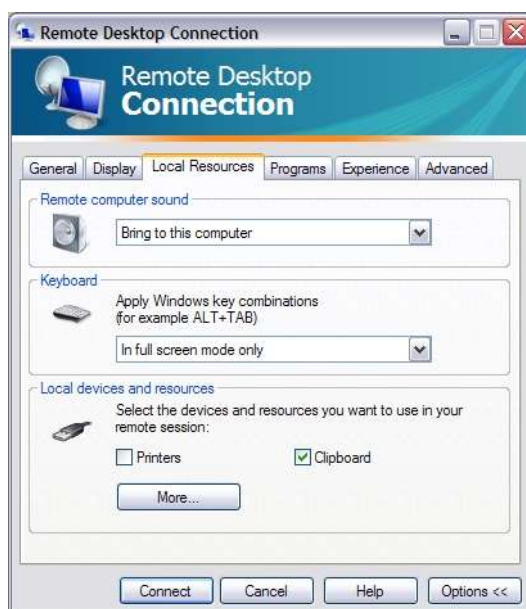 Remote Desktop Connection
Remote Desktop
Connection
General Display Local Resources Programs Experience Advanced
Remote computer sound
Bring to this computer
Keyboard
Apply Windows key combinations
(for example ALT+TAB)
In full screen mode only
Local devices and resources
Select the devices and resources you want to use in your
remote session:
Printers Clipboard
More...
Connect Cancel Help Options <<